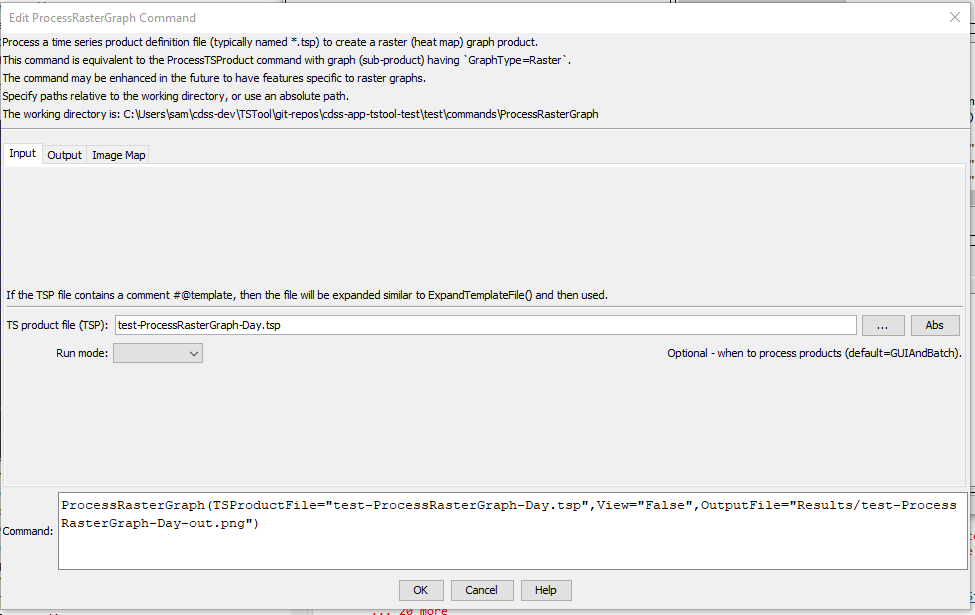 Edit ProcessRasterGraph Command
Process a time series product definition file (typically named *.tsp) to create a raster (heat map) graph product.
This command is equivalent to the ProcessTSProduct command with graph (sub-product) having `GraphType=Raster`.
The command may be enhanced in the future to have features specific to raster graphs.
Specify paths relative to the working directory, or use an absolute path.
The working directory is: C:\Users\sam\cdss-dev\TSTool\git-repos\cdss-app-tstool-test\test\commands\ProcessRasterGraph
Input Output Image Map
If the TSP file contains a comment #@template, then the file will be expanded similar to ExpandTemplateFile() and then used.
TS product file (TSP): test-ProcessRasterGraph-Day.tsp ... Abs
Run mode: Optional - when to process products (default=GUIAndBatch).
Command: ProcessRasterGraph(TSProductFile="test-ProcessRasterGraph-Day.tsp",View="False",OutputFile="Results/test-Process
RasterGraph-Day-out.png")
OK Cancel Help
... 20 more